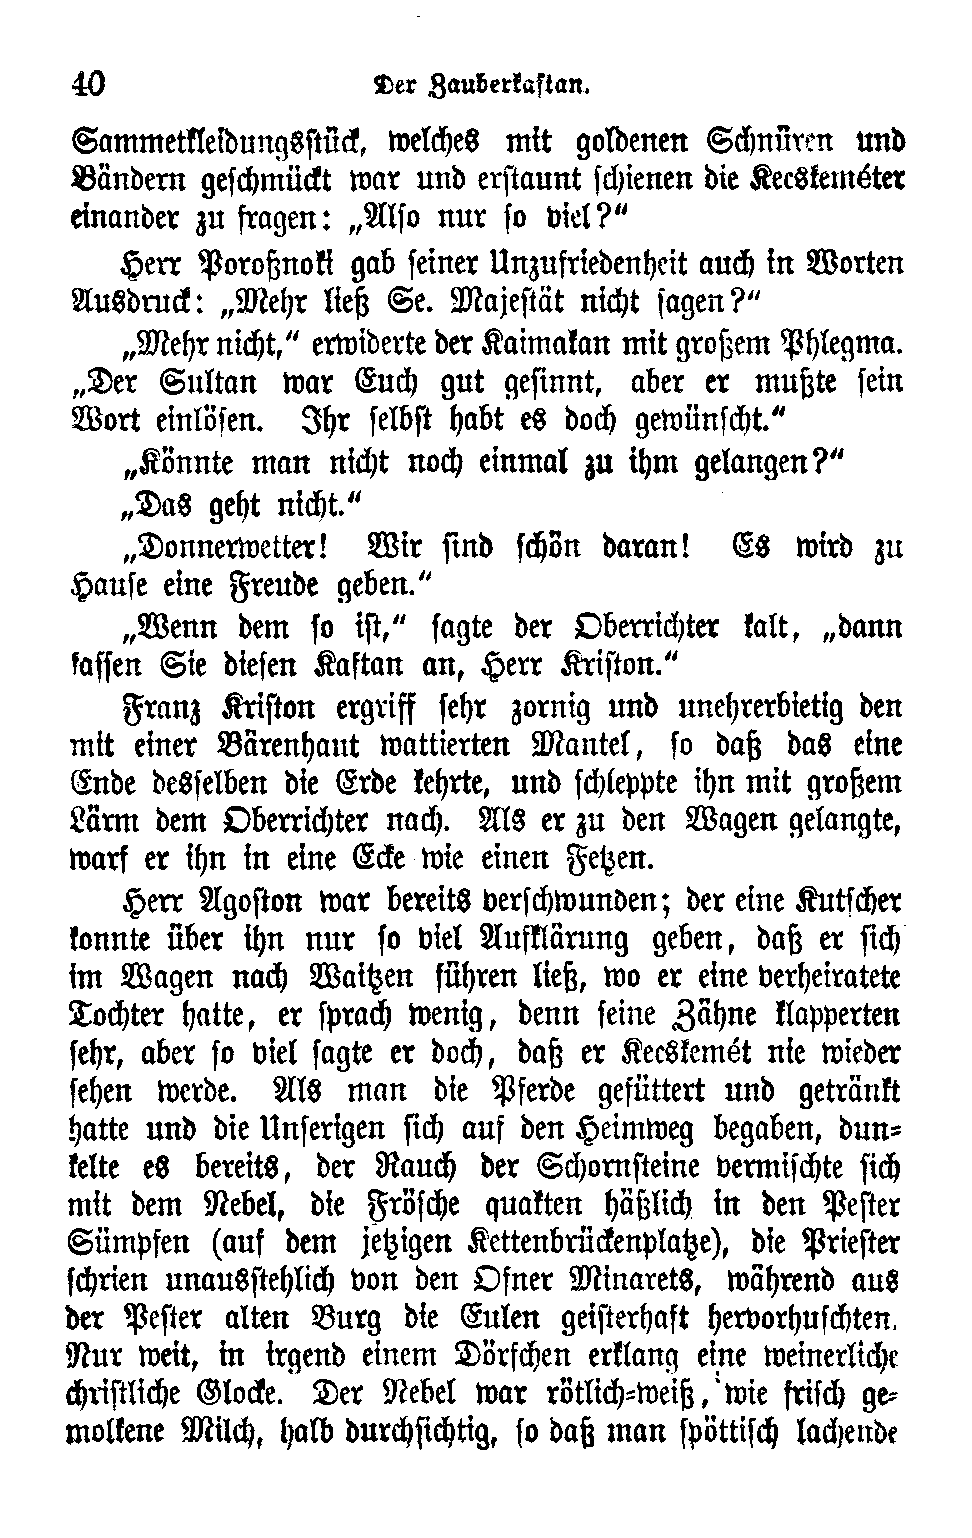 40 Der Zauberkaftan.
Sammetkleidungsstück, welches mit goldenen Schnüren und
Bändern geschmückt war und erstaunt schienen die Kecskeméter
einander zu fragen: „Also nur so viel?“
Herr Poroßnoki gab seiner Unzufriedenheit auch in Worten
Ausdruck: „Mehr ließ Se. Majestät nicht sagen?“
„Mehr nicht,“ erwiderte der Kaimakan mit großem Phlegma.
„Der Sultan war Euch gut gesinnt, aber er mußte sein
Wort einlösen. Ihr selbst habt es doch gewünscht.“
„Könnte man nicht noch einmal zu ihm gelangen?“
„Das geht nicht.“
„Donnerwetter! Wir sind schön daran! Es wird zu
Hause eine Freude geben.“
„Wenn dem so ist,“ sagte der Oberrichter kalt, „dann
fassen Sie diesen Kaftan an, Herr Kriston.“
Franz Kriston ergriff sehr zornig und unehrerbietig den
mit einer Bärenhaut wattierten Mantel, so daß das eine
Ende desselben die Erde kehrte, und schleppte ihn mit großem
Lärm dem Oberrichter nach. Als er zu den Wagen gelangte,
warf er ihn in eine Ecke wie einen Fetzen.
Herr Agoston war bereits verschwunden; der eine Kutscher
konnte über ihn nur so viel Aufklärung geben, daß er sich
im Wagen nach Waitzen führen ließ, wo er eine verheiratete
Tochter hatte, er sprach wenig, denn seine Zähne klapperten
sehr, aber so viel sagte er doch, daß er Kecskemét nie wieder
sehen werde. Als man die Pferde gefüttert und getränkt
hatte und die Unserigen sich auf den Heimweg begaben, dun=
kelte es bereits, der Rauch der Schornsteine vermischte sich
mit dem Nebel, die Frösche quakten häßlich in den Pester
Sümpfen (auf dem jetzigen Kettenbrückenplatze), die Priester
schrien unausstehlich von den Ofner Minarets, während aus
der Pester alten Burg die Eulen geisterhaft hervorhuschten.
Nur weit, in irgend einem Dörfchen erklang eine weinerliche
christliche Glocke. Der Nebel war rötlich=weiß, wie frisch ge=
molkene Milch, halb durchsichtig, so daß man spöttisch lachende